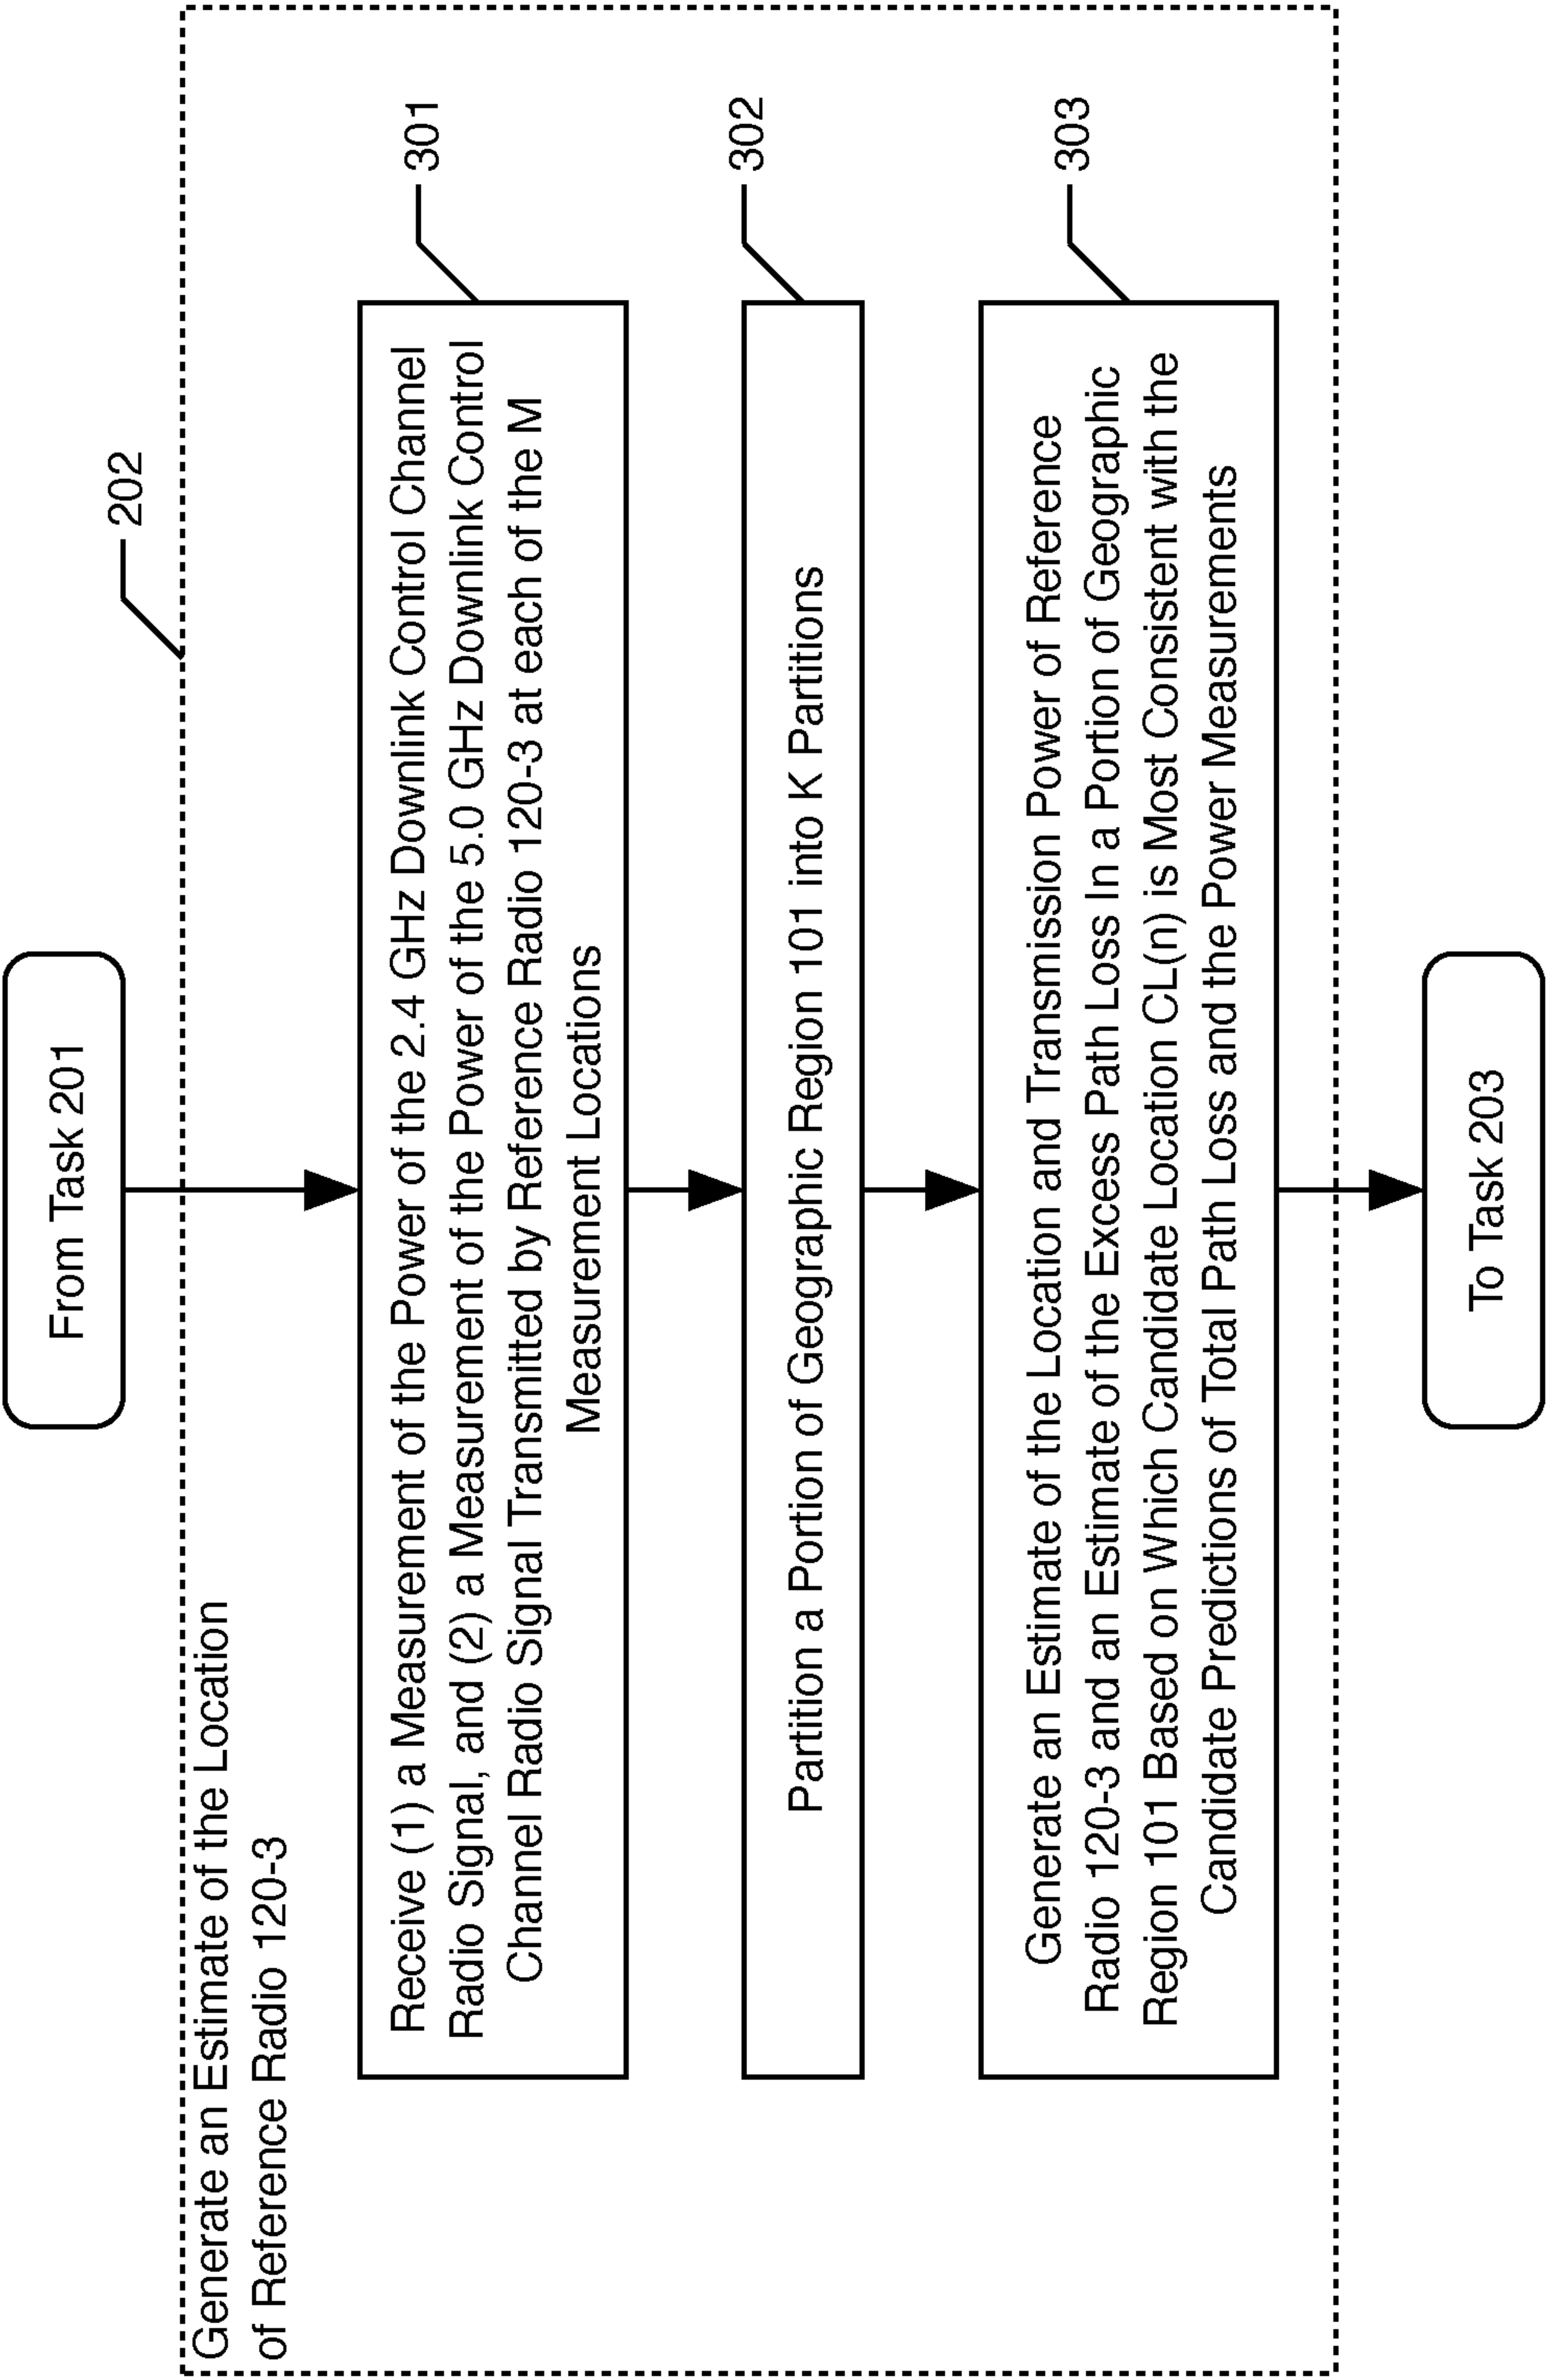 From Task 201
202
Generate an Estimate of the Location
of Reference Radio 120-3
301
Receive (1) a Measurement of the Power of the 2.4 GHz Downlink Control Channel
Radio Signal, and (2) a Measurement of the Power of the 5.0 GHz Downlink Control
Channel Radio Signal Transmitted by Reference Radio 120-3 at each of the M
Measurement Locations
302
Partition a Portion of Geographic Region 101 into K Partitions
303
Generate an Estimate of the Location and Transmission Power of Reference
Radio 120-3 and an Estimate of the Excess Path Loss In a Portion of Geographic
Region 101 Based on Which Candidate Location CL(n) is Most Consistent with the
Candidate Predictions of Total Path Loss and the Power Measurements
To Task 203